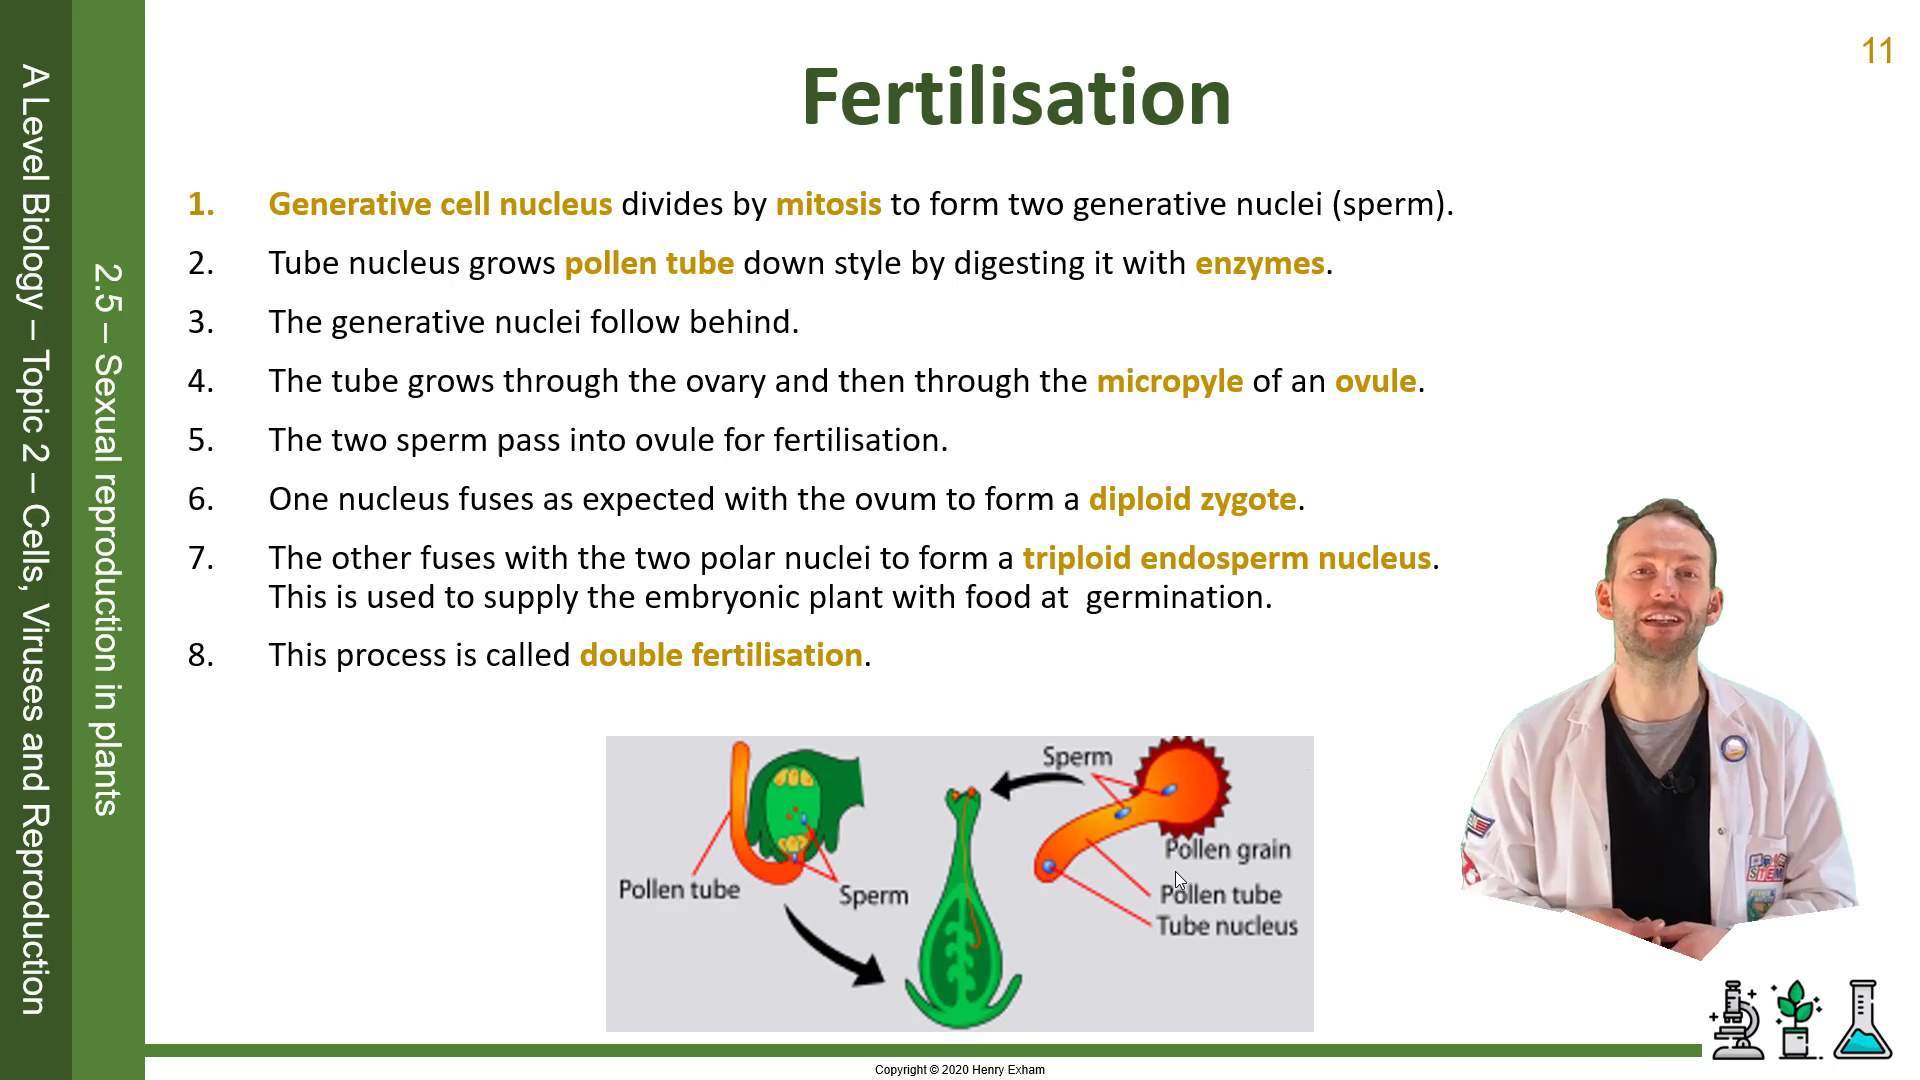 A Level Biology – Topic 2 – Cells, Viruses and Reproduction
2.5 – Sexual reproduction in plants
11
Fertilisation
1. Generative cell nucleus divides by mitosis to form two generative nuclei (sperm).
2. Tube nucleus grows pollen tube down style by digesting it with enzymes.
3. The generative nuclei follow behind.
4. The tube grows through the ovary and then through the micropyle of an ovule.
5. The two sperm pass into ovule for fertilisation.
6. One nucleus fuses as expected with the ovum to form a diploid zygote.
7. The other fuses with the two polar nuclei to form a triploid endosperm nucleus.
This is used to supply the embryonic plant with food at germination.
8. This process is called double fertilisation.
Sperm
Pollen grain
Pollen tube
Sperm
Pollen tube
Tube nucleus
STEM
Copyright © 2020 Henry Exham